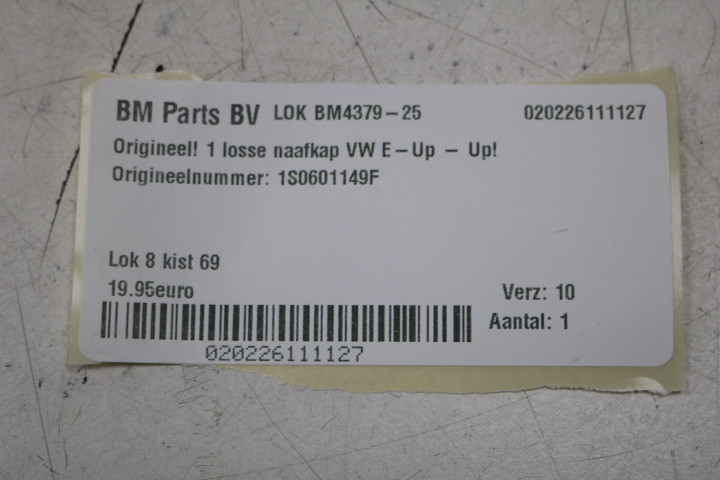 BM Parts BV LOK BM4379-25 020226111127
Origineel! 1 losse naafkap VW E-Up - Up!
Origineelnummer: 1S0601149F
Lok 8 kist 69
19.95euro Verz: 10
Aantal: 1
020226111127